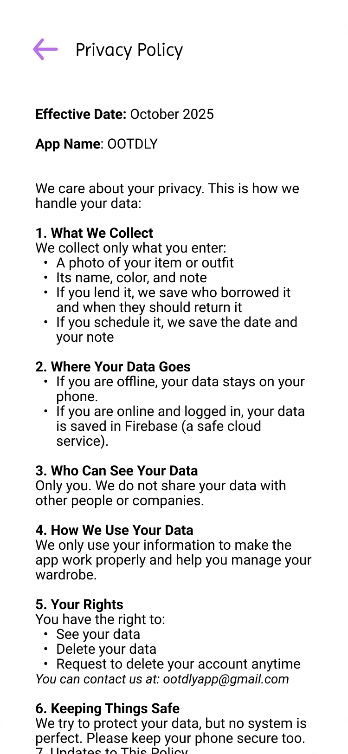 Privacy Policy
Effective Date: October 2025
App Name: OOTDLY
We care about your privacy. This is how we
handle your data:
1. What We Collect
We collect only what you enter:
• A photo of your item or outfit
• Its name, color, and note
• If you lend it, we save who borrowed it
and when they should return it
• If you schedule it, we save the date and
your note
2. Where Your Data Goes
• If you are offline, your data stays on your
phone.
• If you are online and logged in, your data
is saved in Firebase (a safe cloud
service).
3. Who Can See Your Data
Only you. We do not share your data with
other people or companies.
4. How We Use Your Data
We only use your information to make the
app work properly and help you manage your
wardrobe.
5. Your Rights
You have the right to:
• See your data
• Delete your data
• Request to delete your account anytime
You can contact us at: ootdlyapp@gmail.com
6. Keeping Things Safe
We try to protect your data, but no system is
perfect. Please keep your phone secure too.
7. Updates to This Policy